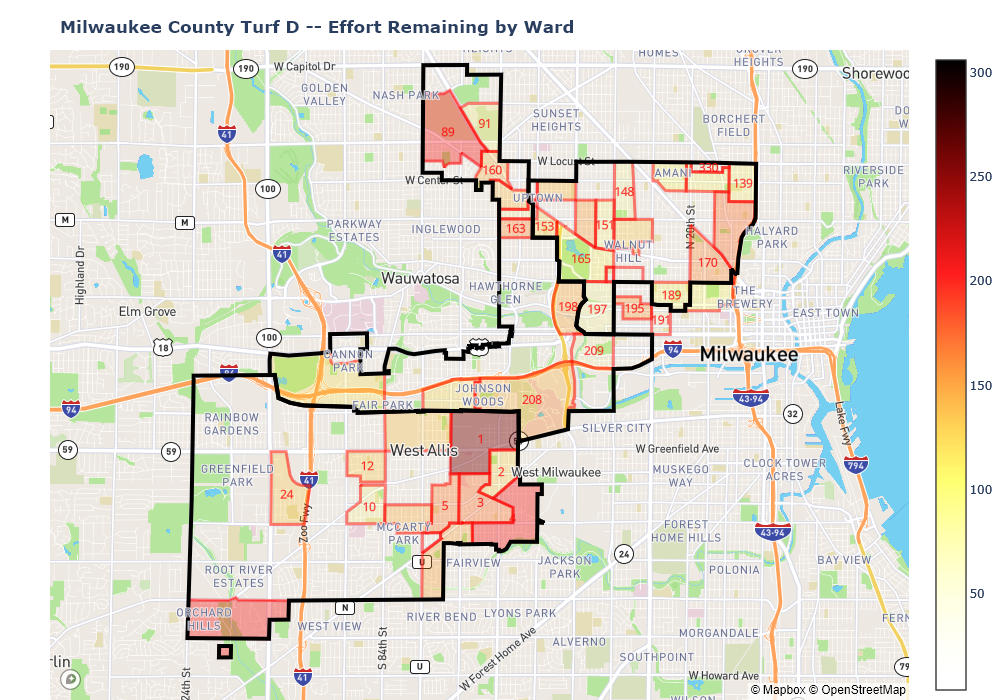 Milwaukee County Turf D -- Effort Remaining by Ward
HEIGHTS
HOMES
GROVER
HEIGHTS
190
190
W Capitol Dr
190
Shorewoo
GOLDEN
VALLEY
NASH PARK
SUNSET
HEIGHTS
BORCHERT
FIELD
41
89
91
W Locust St
160
W Center St
AMANI
330
139
RIVERSIDE
PARK
100
UPTOWN
148
M
M
PARKWAY
ESTATES
INGLEWOOD
163
153
151
N 20th St
HALYARD
PARK
WALNUT
HILL
41
165
170
Highland Dr
Wauwatosa
HAWTHORNE
GLEN
189
THE
BREWERY
Elm Grove
198
197
195
191
EAST TOWN
100
18
CANNON
PARK
209
94
Milwaukee
94
94
FAIR PARK
JOHNSON
WOODS
208
43-94
32
Lake Fwy
RAINBOW
GARDENS
SILVER CITY
59
59
West Allis
1
W Greenfield Ave
GREENFIELD
PARK
12
2
West Milwaukee
MUSKEGO
WAY
CLOCK TOWER
ACRES
794
41
24
10
5
3
Zoo Fwy
MCCARTY
PARK
FOREST
HOME HILLS
43-94
U
FAIRVIEW
JACKSON
PARK
24
POLONIA
BAY VIEW
ROOT RIVER
ESTATES
ORCHARD
HILLS
N
WEST VIEW
RIVER BEND
LYONS PARK
MORGANDALE
FERN
S 84th St
W Forest Home Ave
ALVERNO
SOUTHPOINT
rlin
U
41
24th St
W Howard Ave
WILSON
79
© Mapbox © OpenStreetMap
300
250
200
150
100
50